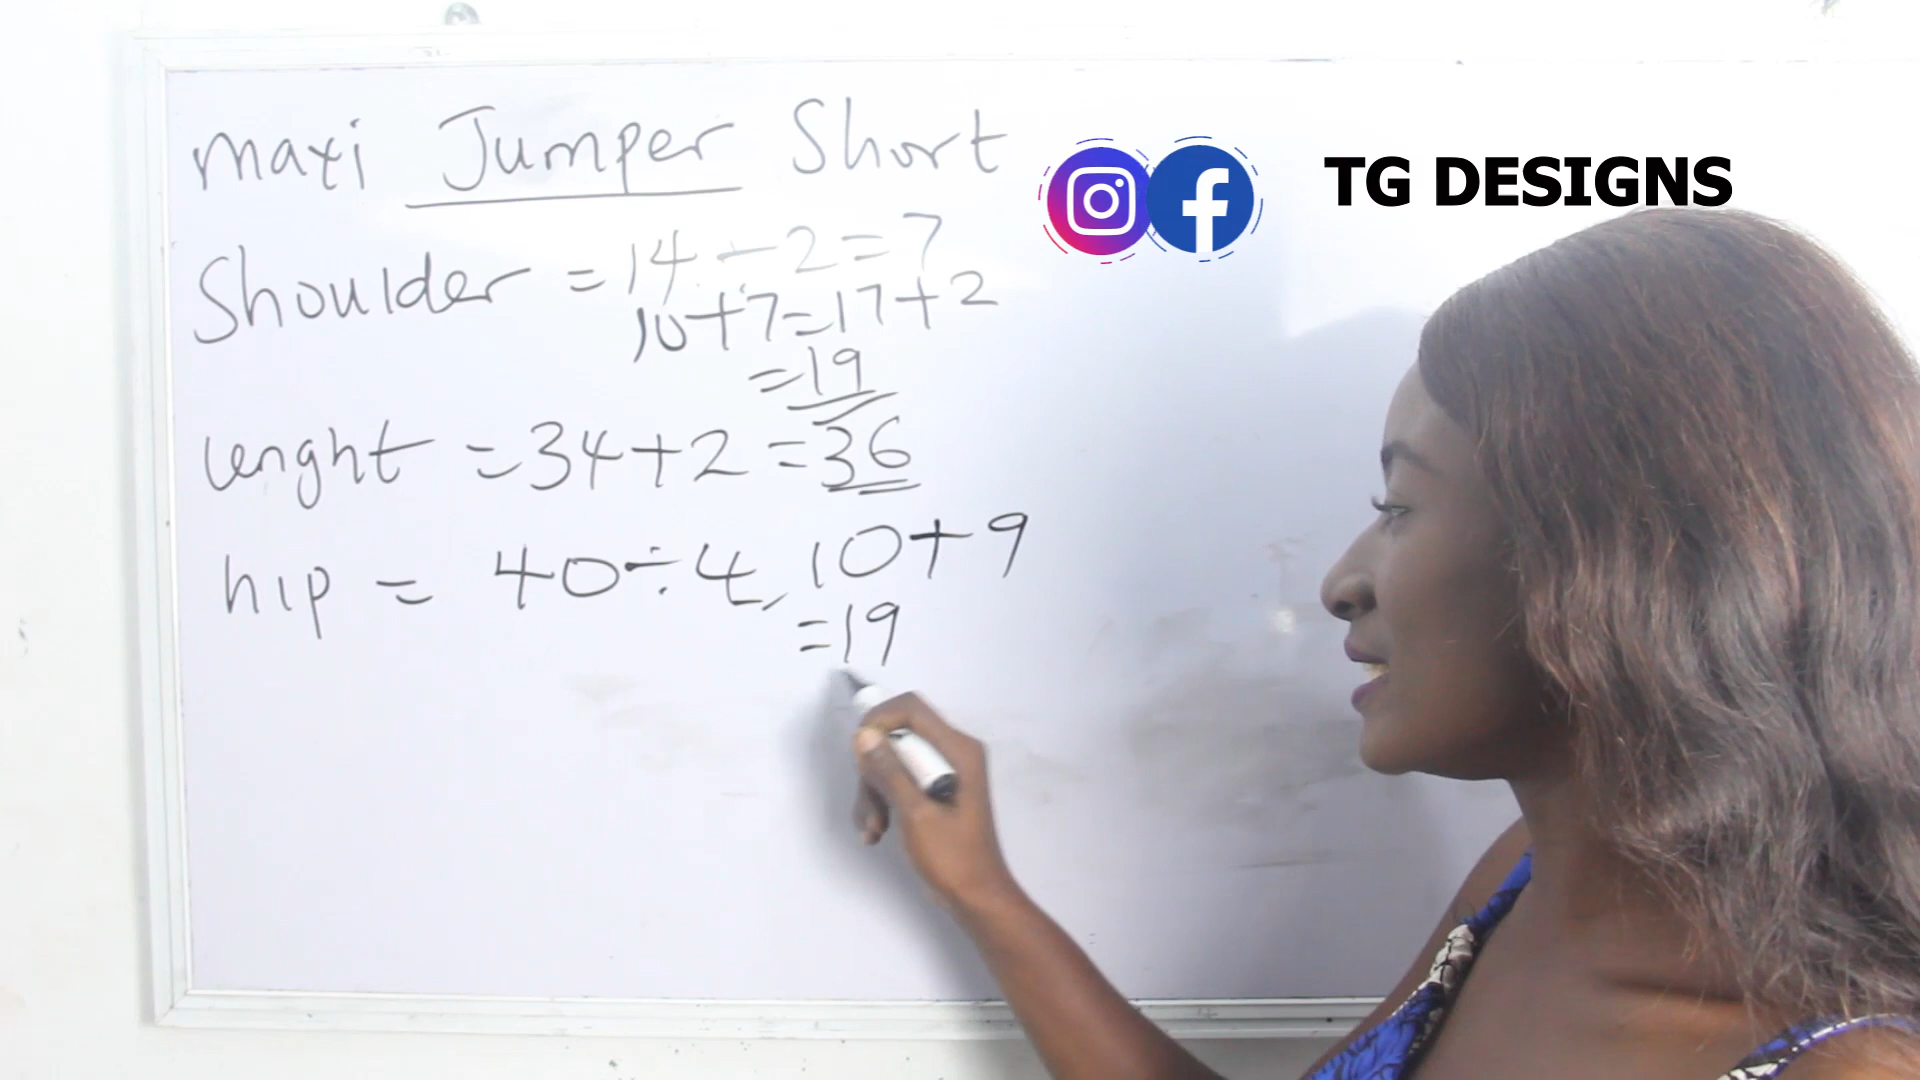 maxi Jumper Short
TG DESIGNS
Shoulder = 14 ÷ 2 = 7
10+7=17+2
=19
lenght = 34+2 = 36
hip = 40÷4, 10+9
=19